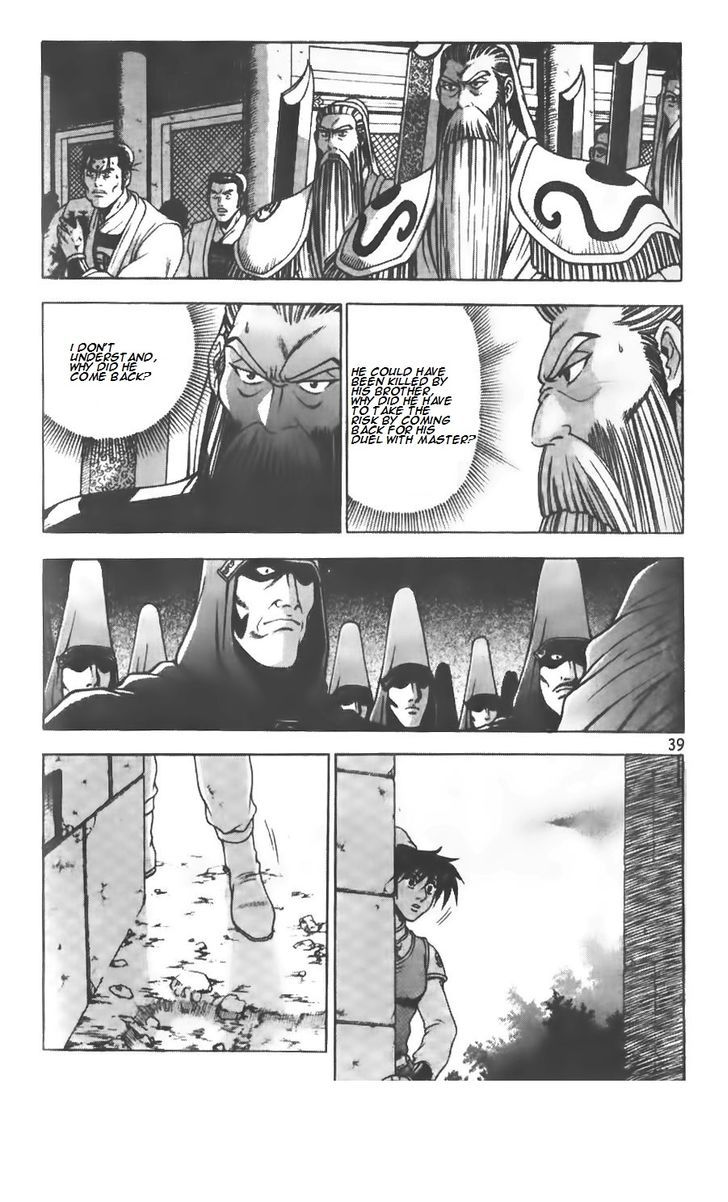 I DON'T
UNDERSTAND,
WHY DID HE
COME BACK?
HE COULD HAVE
BEEN KILLED BY
HIS BROTHER,
WHY DID HE HAVE
TO TAKE THE
RISK BY COMING
BACK FOR HIS
DUEL WITH MASTER?
39